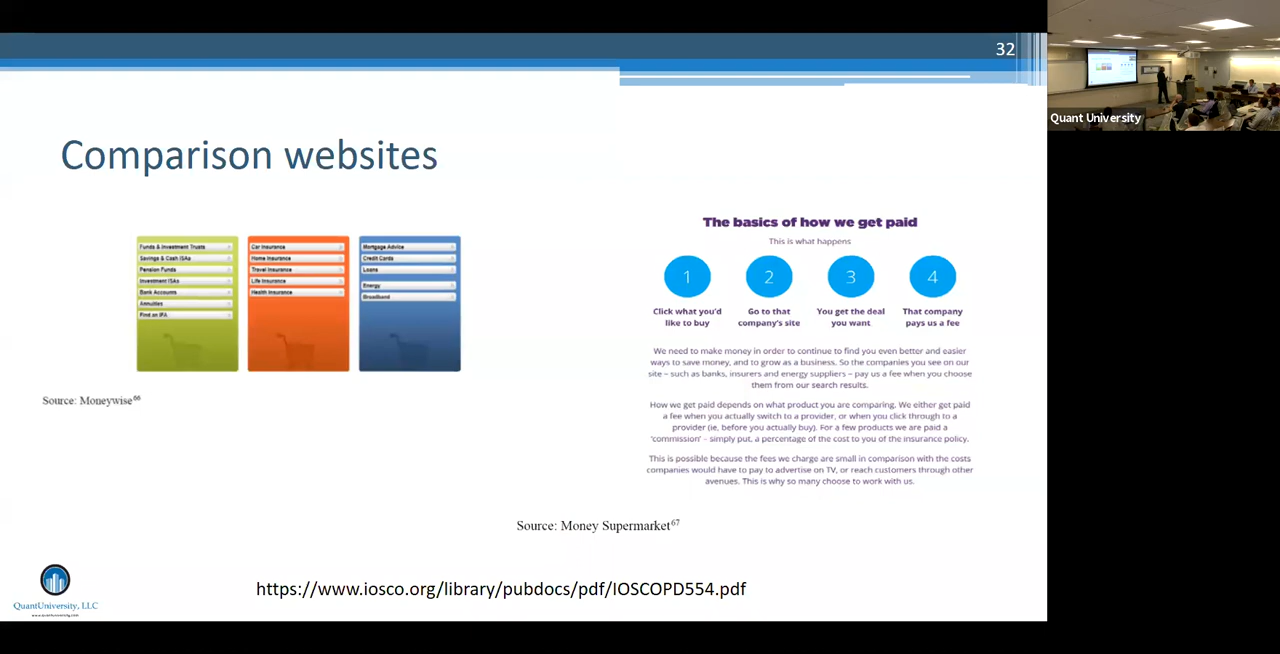 32
Quant University
Comparison websites
Funds & Investment Trusts
Savings & Cash ISAs
Pension Funds
Investment ISAs
Bank Accounts
Annuities
Find an IFA
Car Insurance
Home Insurance
Travel Insurance
Life Insurance
Health Insurance
Mortgage Advice
Credit Cards
Loans
Energy
Broadband
Source: Moneywise66
The basics of how we get paid
This is what happens
1
2
3
4
Click what you'd
like to buy
Go to that
company's site
You get the deal
you want
That company
pays us a fee
We need to make money in order to continue to find you even better and easier
ways to save money, and to grow as a business. So the companies you see on our
site – such as banks, insurers and energy suppliers – pay us a fee when you choose
them from our search results.
How we get paid depends on what product you are comparing. We either get paid
a fee when you actually switch to a provider, or when you click through to a
provider (ie, before you actually buy). For a few products we are paid a
'commission' – simply put, a percentage of the cost to you of the insurance policy.
This is possible because the fees we charge are small in comparison with the costs
companies would have to pay to advertise on TV, or reach customers through other
avenues. This is why so many choose to work with us.
Source: Money Supermarket67
https://www.iosco.org/library/pubdocs/pdf/IOSCOPD554.pdf
QuantUniversity, LLC
www.quantuniversity.com